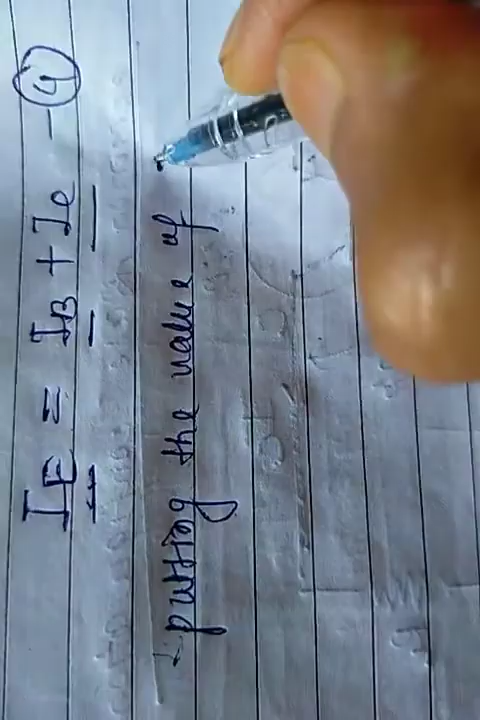 IE = IB + Ic - (4)
putting the value of